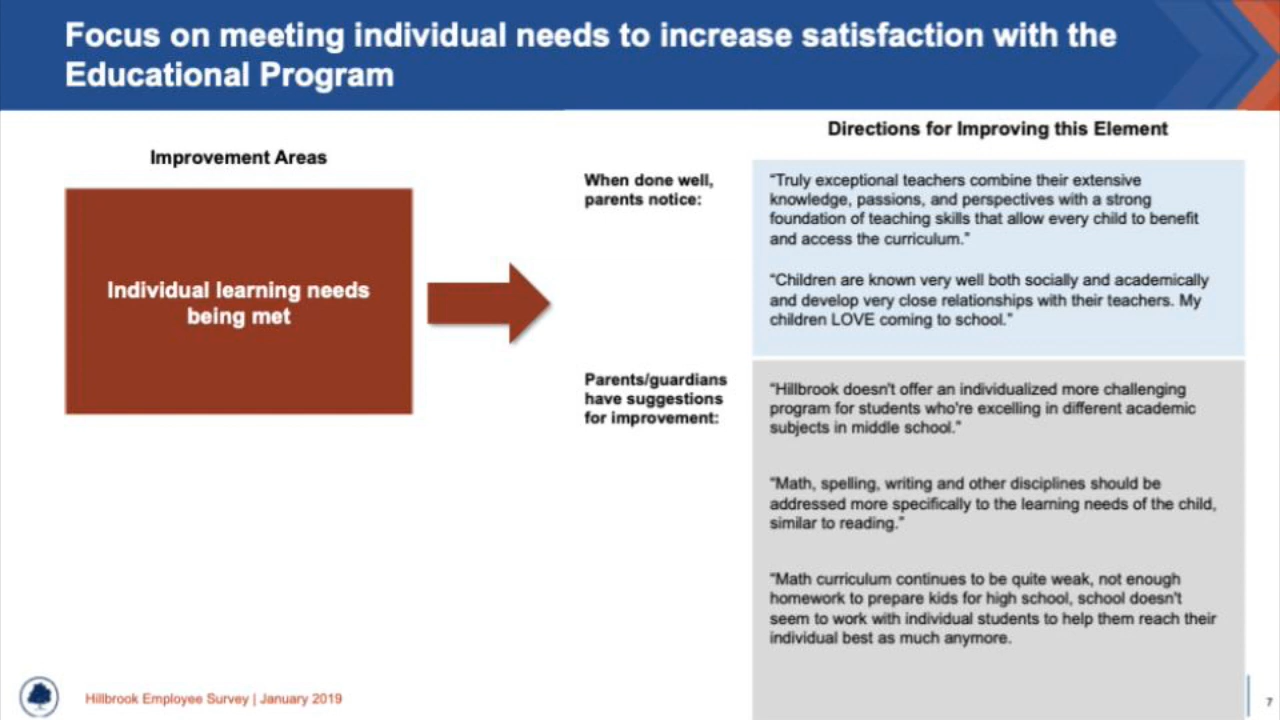 Focus on meeting individual needs to increase satisfaction with the
Educational Program
Directions for Improving this Element
Improvement Areas
Individual learning needs
being met
When done well,
parents notice:
“Truly exceptional teachers combine their extensive
knowledge, passions, and perspectives with a strong
foundation of teaching skills that allow every child to benefit
and access the curriculum.”
“Children are known very well both socially and academically
and develop very close relationships with their teachers. My
children LOVE coming to school.”
Parents/guardians
have suggestions
for improvement:
“Hillbrook doesn't offer an individualized more challenging
program for students who're excelling in different academic
subjects in middle school.”
“Math, spelling, writing and other disciplines should be
addressed more specifically to the learning needs of the child,
similar to reading.”
“Math curriculum continues to be quite weak, not enough
homework to prepare kids for high school, school doesn't
seem to work with individual students to help them reach their
individual best as much anymore.
Hillbrook Employee Survey | January 2019
7